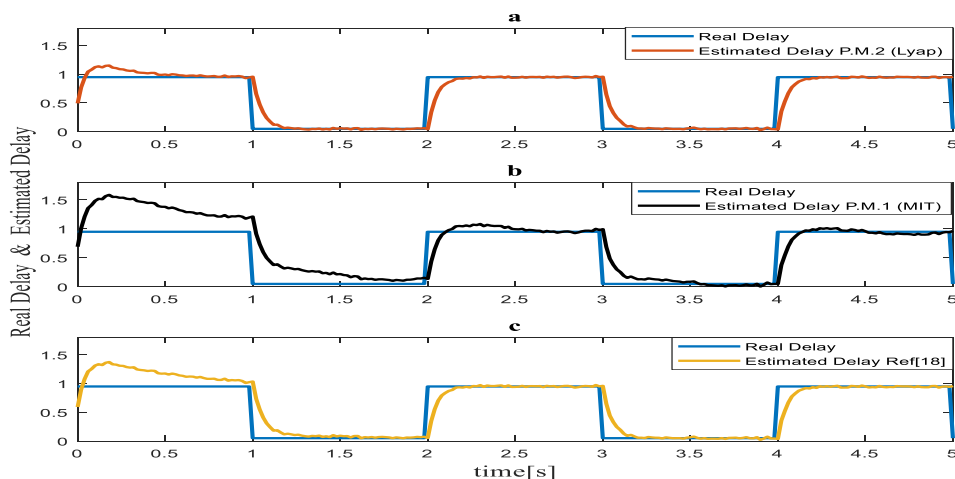 a
Real Delay
Estimated Delay P.M.2 (Lyap)
1.5
1
0.5
0
0 0.5 1 1.5 2 2.5 3 3.5 4 4.5 5
Real Delay & Estimated Delay
b
Real Delay
Estimated Delay P.M.1 (MIT)
1.5
1
0.5
0
0 0.5 1 1.5 2 2.5 3 3.5 4 4.5 5
c
Real Delay
Estimated Delay Ref[18]
1.5
1
0.5
0
0 0.5 1 1.5 2 2.5 3 3.5 4 4.5 5
time[s]